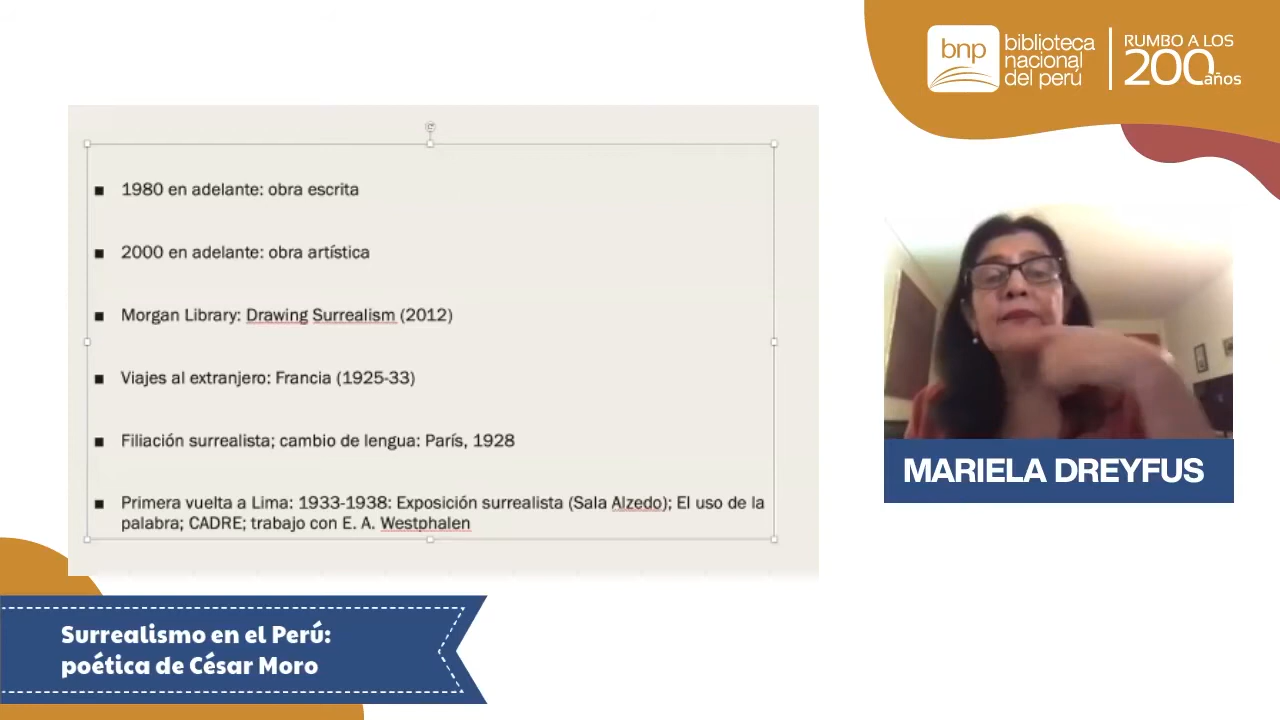 bnp
biblioteca
nacional
del perú
RUMBO A LOS
200
años
■ 1980 en adelante: obra escrita
■ 2000 en adelante: obra artística
■ Morgan Library: Drawing Surrealism (2012)
■ Viajes al extranjero: Francia (1925-33)
■ Filiación surrealista; cambio de lengua: París, 1928
■ Primera vuelta a Lima: 1933-1938: Exposición surrealista (Sala Alzedo); El uso de la
palabra; CADRE; trabajo con E. A. Westphalen
MARIELA DREYFUS
Surrealismo en el Perú:
poética de César Moro